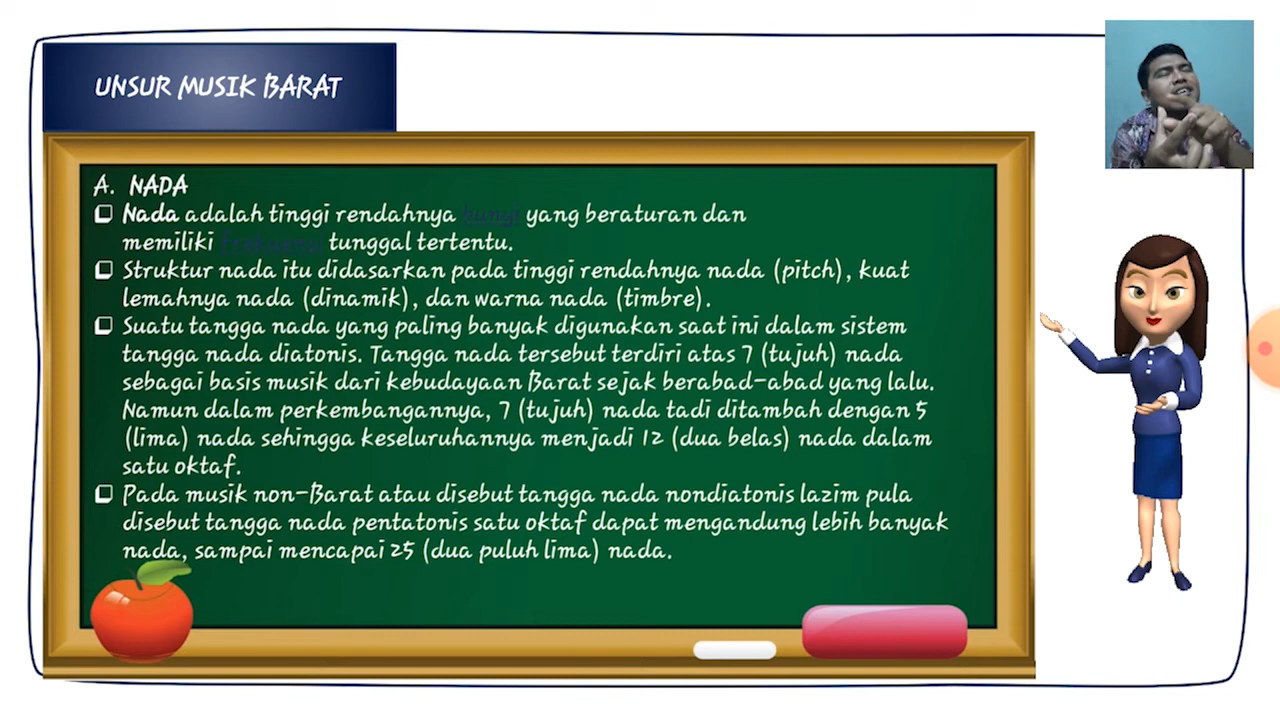 UNSUR MUSIK BARAT
A. NADA
Nada adalah tinggi rendahnya bunyi yang beraturan dan
memiliki frekuensi tunggal tertentu.
Struktur nada itu didasarkan pada tinggi rendahnya nada (pitch), kuat
lemahnya nada (dinamik), dan warna nada (timbre).
Suatu tangga nada yang paling banyak digunakan saat ini dalam sistem
tangga nada diatonis. Tangga nada tersebut terdiri atas 7 (tujuh) nada
sebagai basis musik dari kebudayaan Barat sejak berabad-abad yang lalu.
Namun dalam perkembangannya, 7 (tujuh) nada tadi ditambah dengan 5
(lima) nada sehingga keseluruhannya menjadi 12 (dua belas) nada dalam
satu oktaf.
Pada musik non-Barat atau disebut tangga nada nondiatonis lazim pula
disebut tangga nada pentatonis satu oktaf dapat mengandung lebih banyak
nada, sampai mencapai 25 (dua puluh lima) nada.